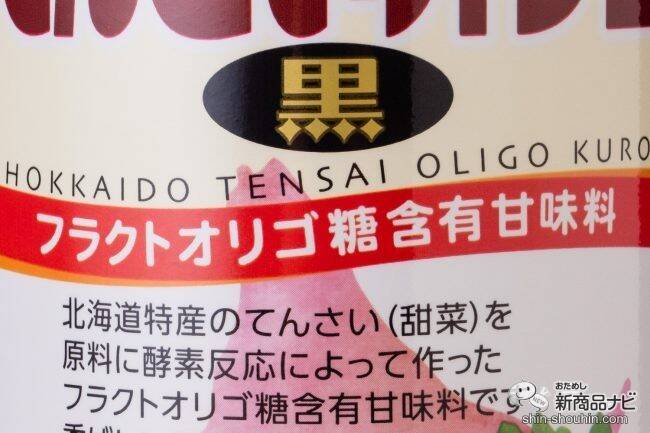 黒
HOKKAIDO TENSAI OLIGO KURO
フラクトオリゴ糖含有甘味料
北海道特産のてんさい(甜菜)を
原料に酵素反応によって作った
フラクトオリゴ糖含有甘味料です
おためし
新商品ナビ
shin-shouhin.com